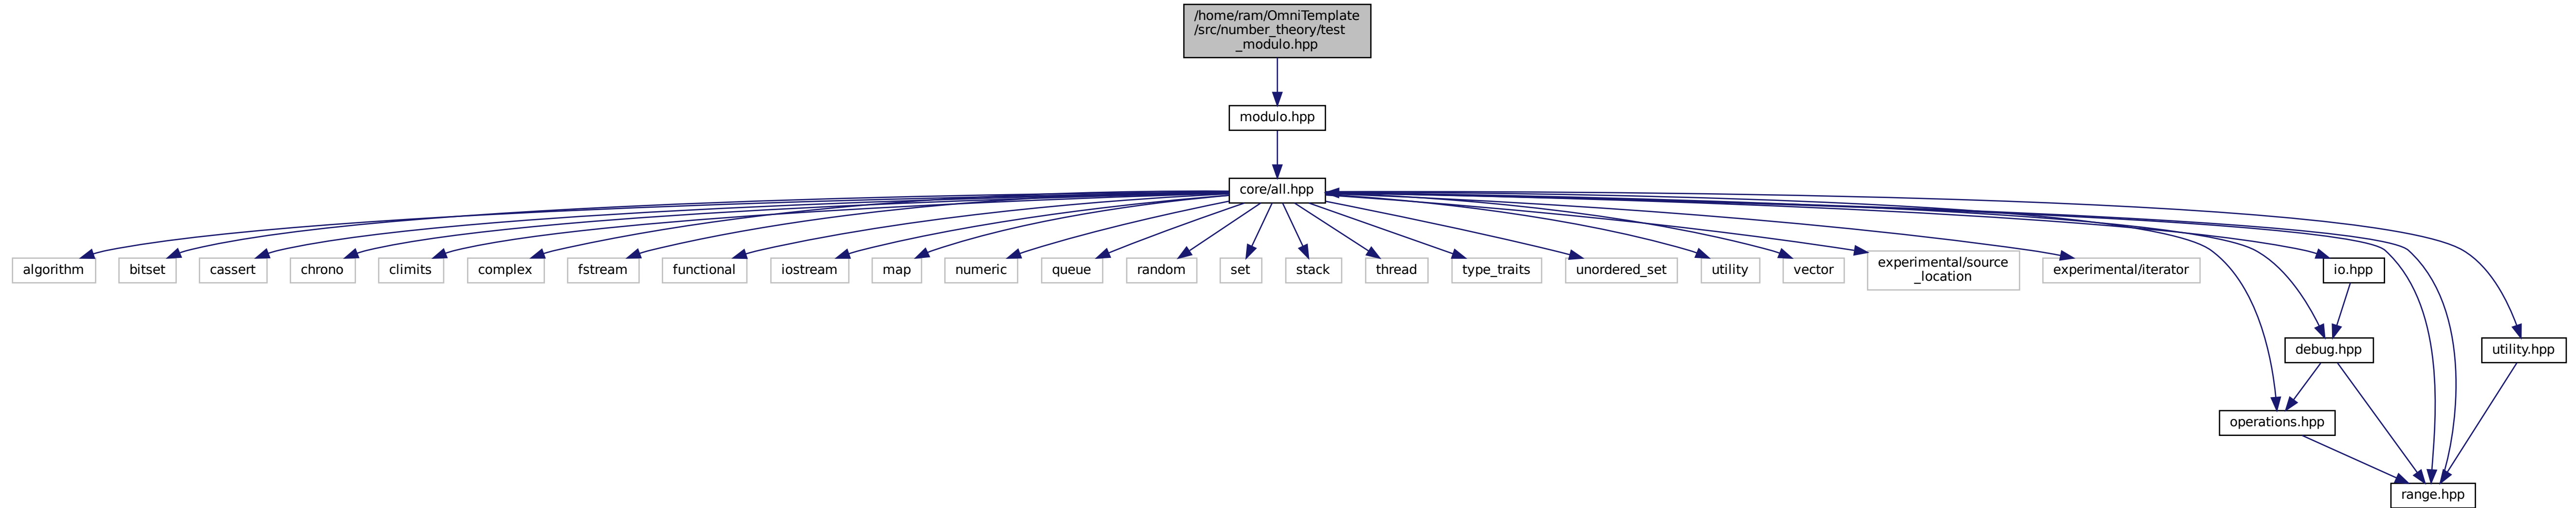 /home/ram/OmniTemplate
/src/number_theory/test
_modulo.hpp
modulo.hpp
core/all.hpp
algorithm
bitset
cassert
chrono
climits
complex
fstream
functional
iostream
map
numeric
queue
random
set
stack
thread
type_traits
unordered_set
utility
vector
experimental/source
_location
experimental/iterator
io.hpp
debug.hpp
utility.hpp
operations.hpp
range.hpp